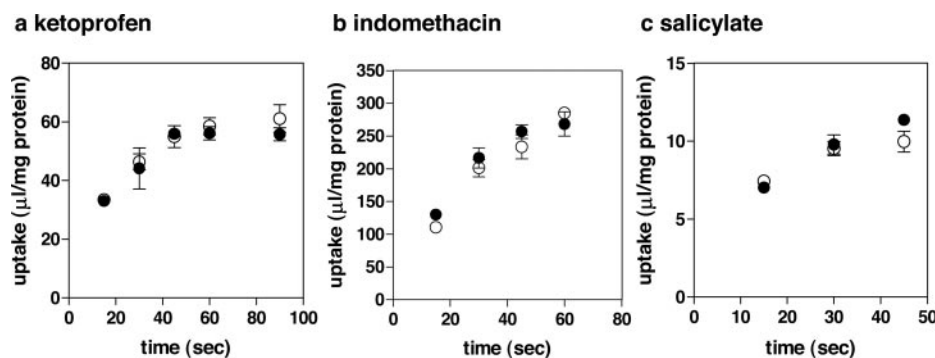 a ketoprofen
b indomethacin
c salicylate
uptake (μl/mg protein)
80
60
40
20
0
0 20 40 60 80 100
time (sec)
uptake (μl/mg protein)
350
300
250
200
150
100
50
0
0 20 40 60 80
time (sec)
uptake (μl/mg protein)
15
10
5
0
0 10 20 30 40 50
time (sec)